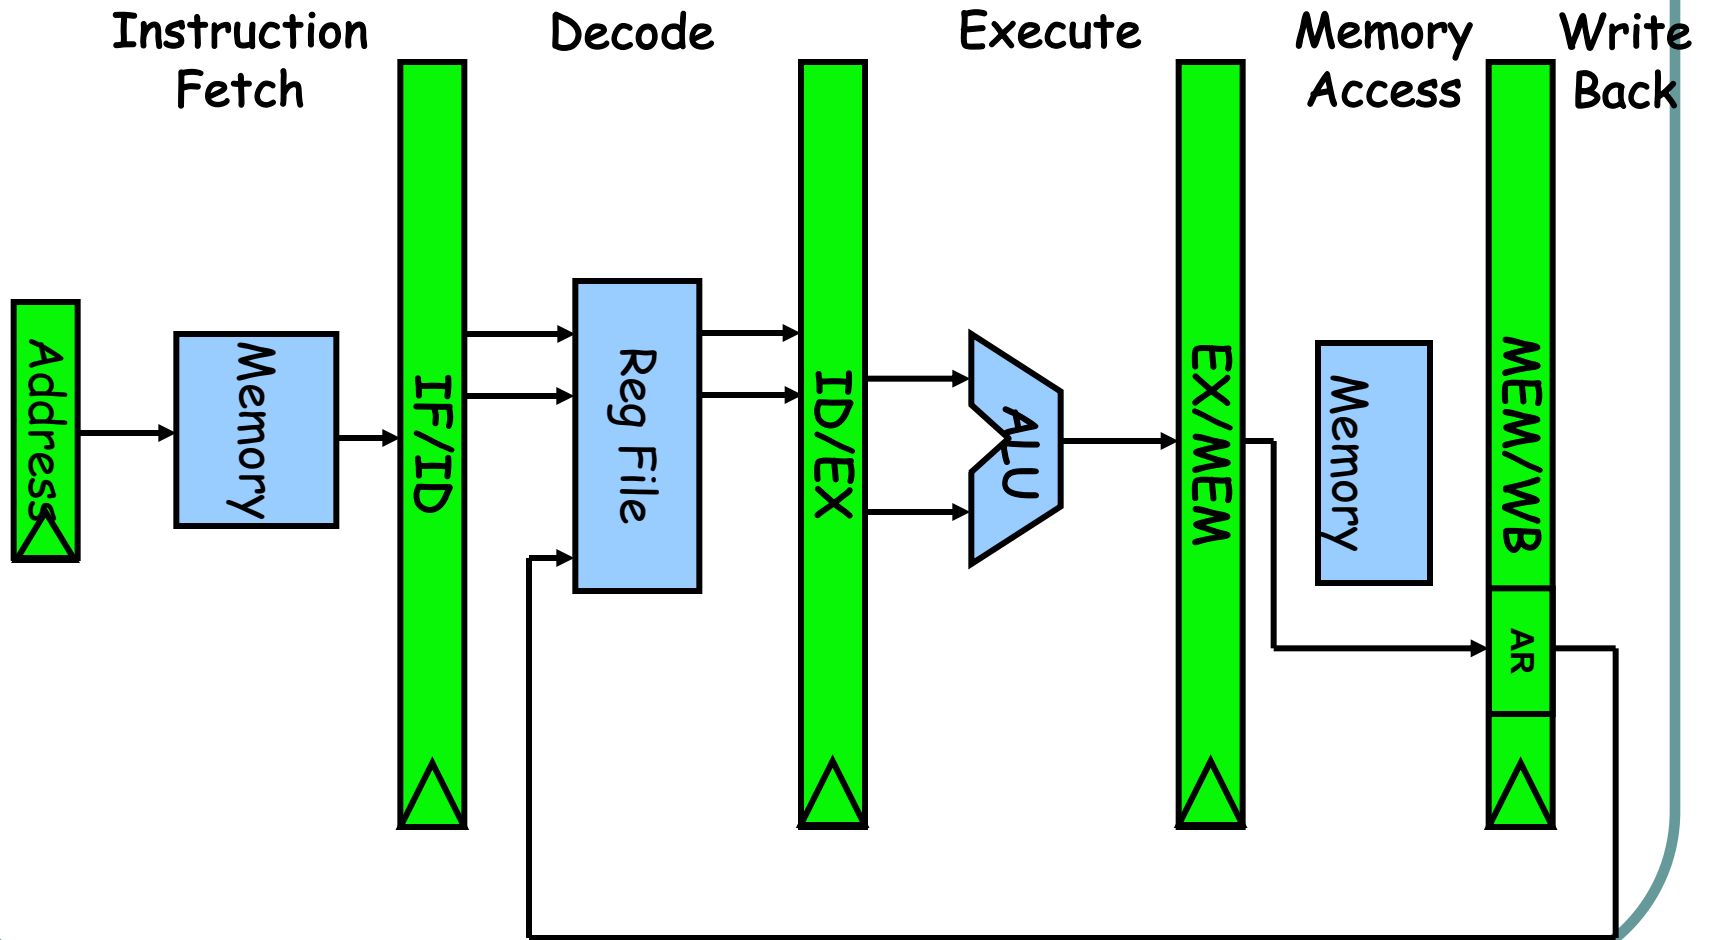 Instruction
Fetch
Decode
Execute
Memory
Access
Write
Back
Address
Memory
IF/ID
Reg File
ID/EX
ALU
EX/MEM
Memory
MEM/WB
AR